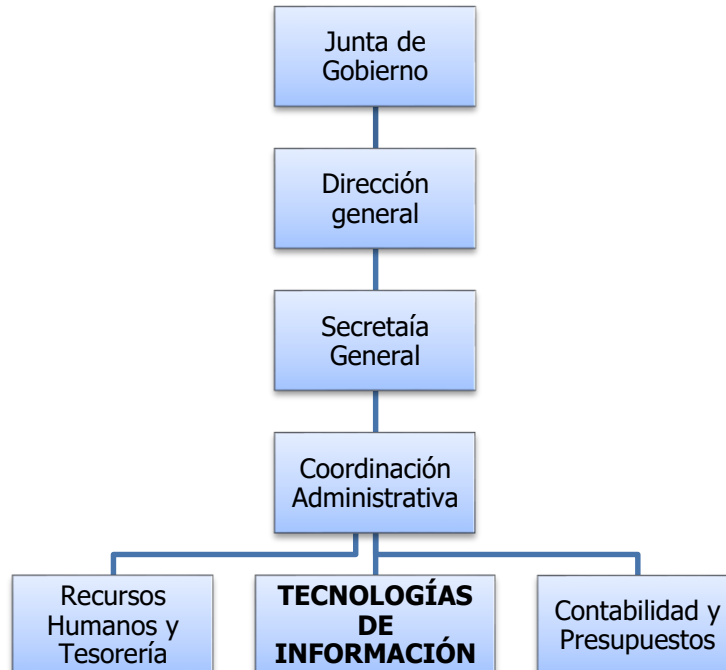 Junta de
Gobierno
Dirección
general
Secretaía
General
Coordinación
Administrativa
Recursos
Humanos y
Tesorería
TECNOLOGÍAS
DE
INFORMACIÓN
Contabilidad y
Presupuestos